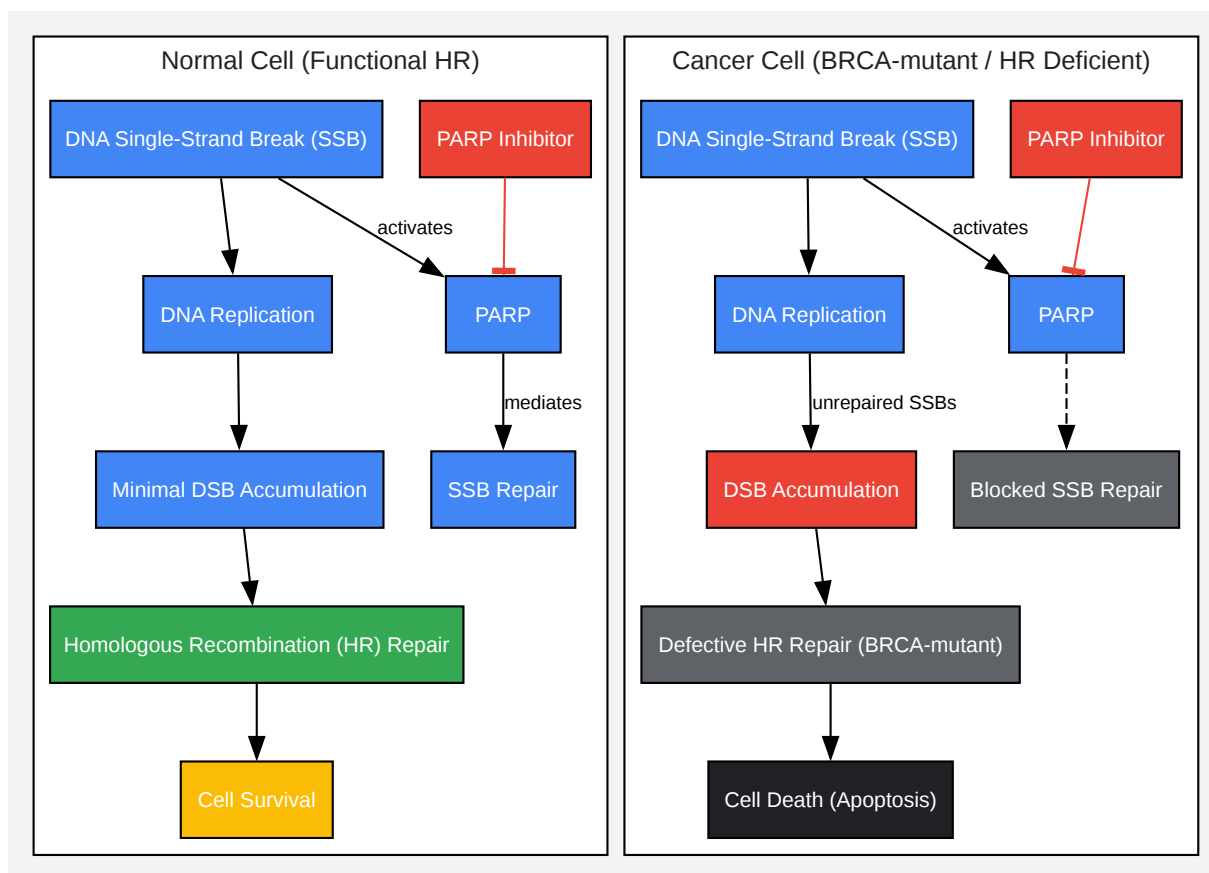 Normal Cell (Functional HR)
DNA Single-Strand Break (SSB)
PARP Inhibitor
activates
DNA Replication
PARP
mediates
Minimal DSB Accumulation
SSB Repair
Homologous Recombination (HR) Repair
Cell Survival
Cancer Cell (BRCA-mutant / HR Deficient)
DNA Single-Strand Break (SSB)
PARP Inhibitor
activates
DNA Replication
PARP
unrepaired SSBs
DSB Accumulation
Blocked SSB Repair
Defective HR Repair (BRCA-mutant)
Cell Death (Apoptosis)